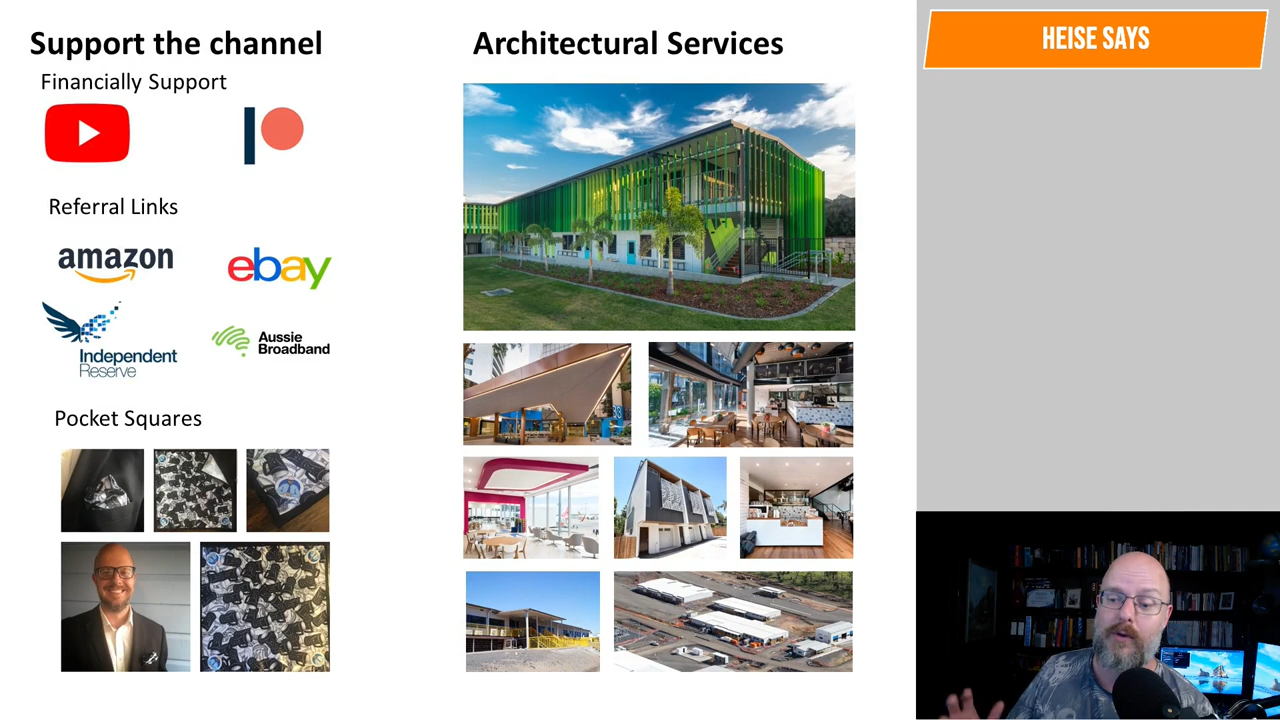 Support the channel
Financially Support
Referral Links
amazon
ebay
Independent
Reserve
Aussie
Broadband
Pocket Squares
Architectural Services
HEISE SAYS